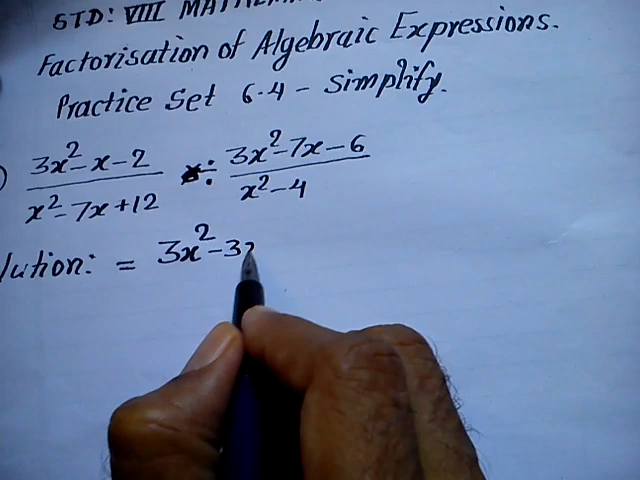 STD: VIII
Factorisation of Algebraic Expressions.
Practice Set 6.4 - Simplify.
3x²-x-2 / x²-7x+12 ÷ 3x²-7x-6 / x²-4
= 3x²-3